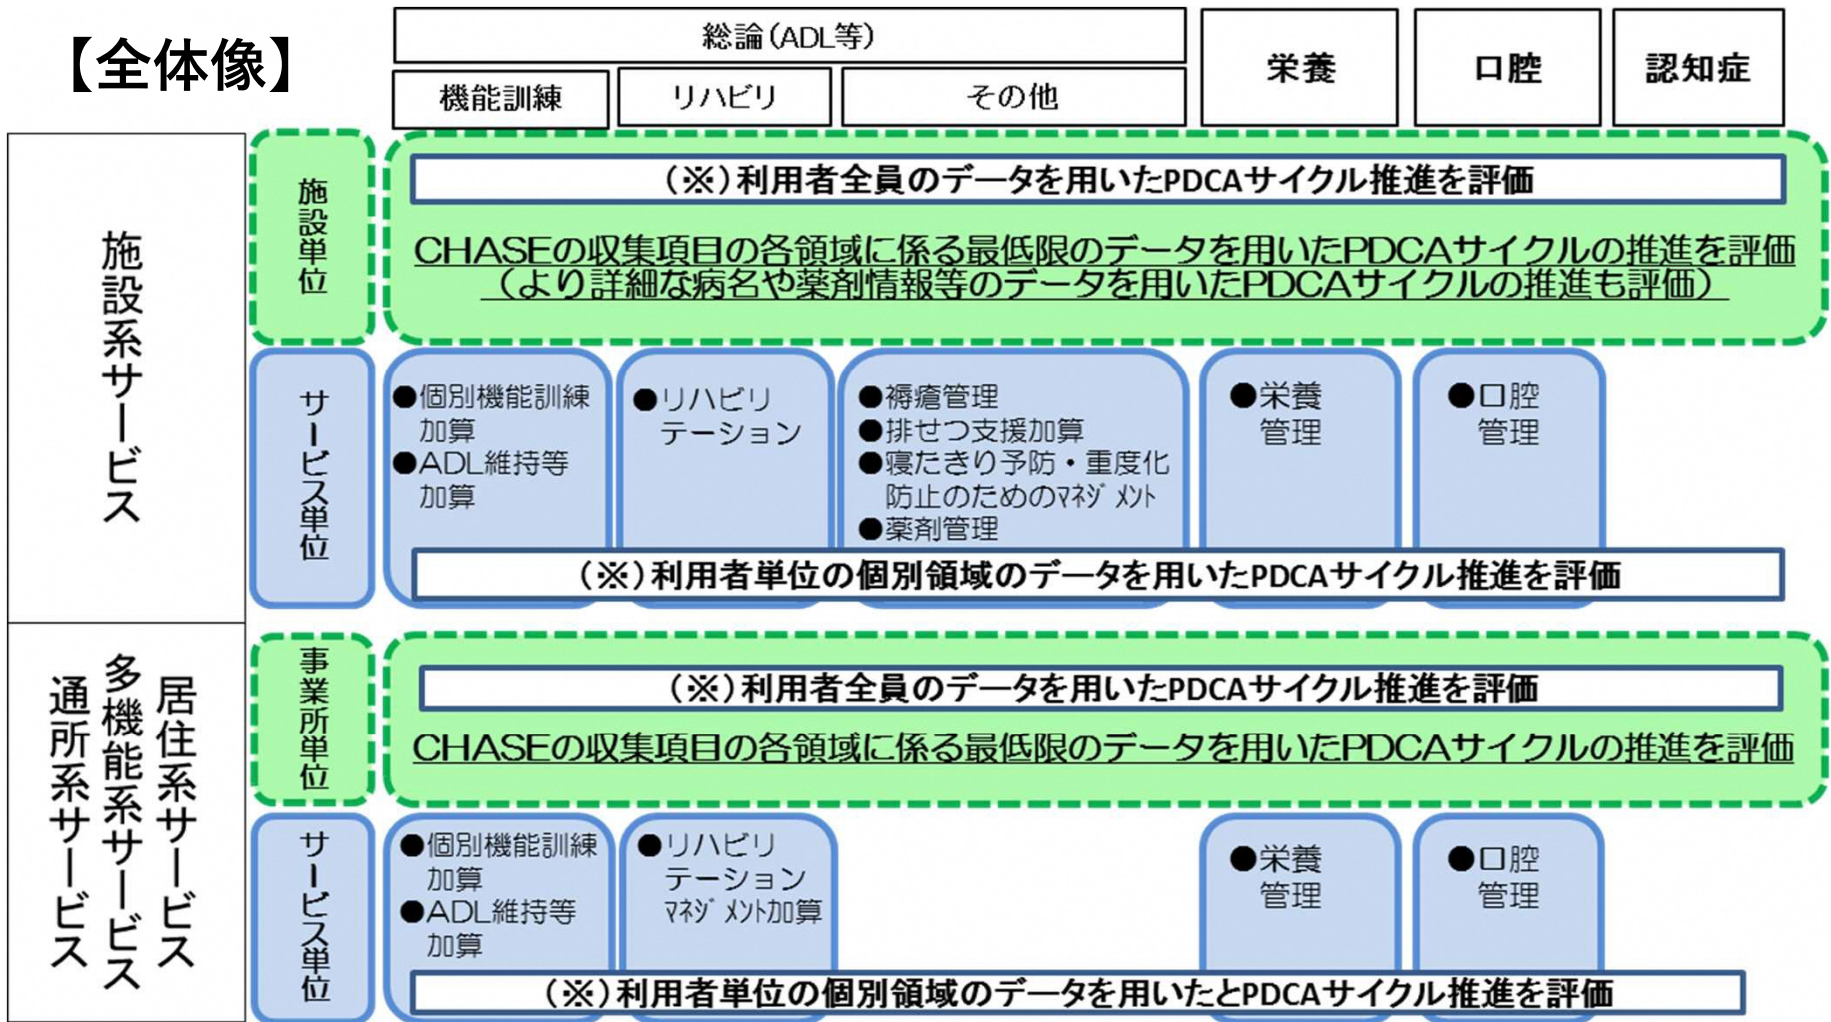 【全体像】
総論（ADL等）
機能訓練
リハビリ
その他
栄養
口腔
認知症
施設系サービス
施設単位
（※）利用者全員のデータを用いたPDCAサイクル推進を評価
CHASEの収集項目の各領域に係る最低限のデータを用いたPDCAサイクルの推進を評価
（より詳細な病名や薬剤情報等のデータを用いたPDCAサイクルの推進も評価）
サービス単位
●個別機能訓練
加算
●ADL維持等
加算
●リハビリ
テーション
●褥瘡管理
●排せつ支援加算
●寝たきり予防・重度化
防止のためのﾏﾈｼﾞﾒﾝﾄ
●薬剤管理
●栄養
管理
●口腔
管理
（※）利用者単位の個別領域のデータを用いたPDCAサイクル推進を評価
居住系サービス
多機能系サービス
通所系サービス
事業所単位
（※）利用者全員のデータを用いたPDCAサイクル推進を評価
CHASEの収集項目の各領域に係る最低限のデータを用いたPDCAサイクルの推進を評価
サービス単位
●個別機能訓練
加算
●ADL維持等
加算
●リハビリ
テーション
ﾏﾈｼﾞﾒﾝﾄ加算
●栄養
管理
●口腔
管理
（※）利用者単位の個別領域のデータを用いたとPDCAサイクル推進を評価